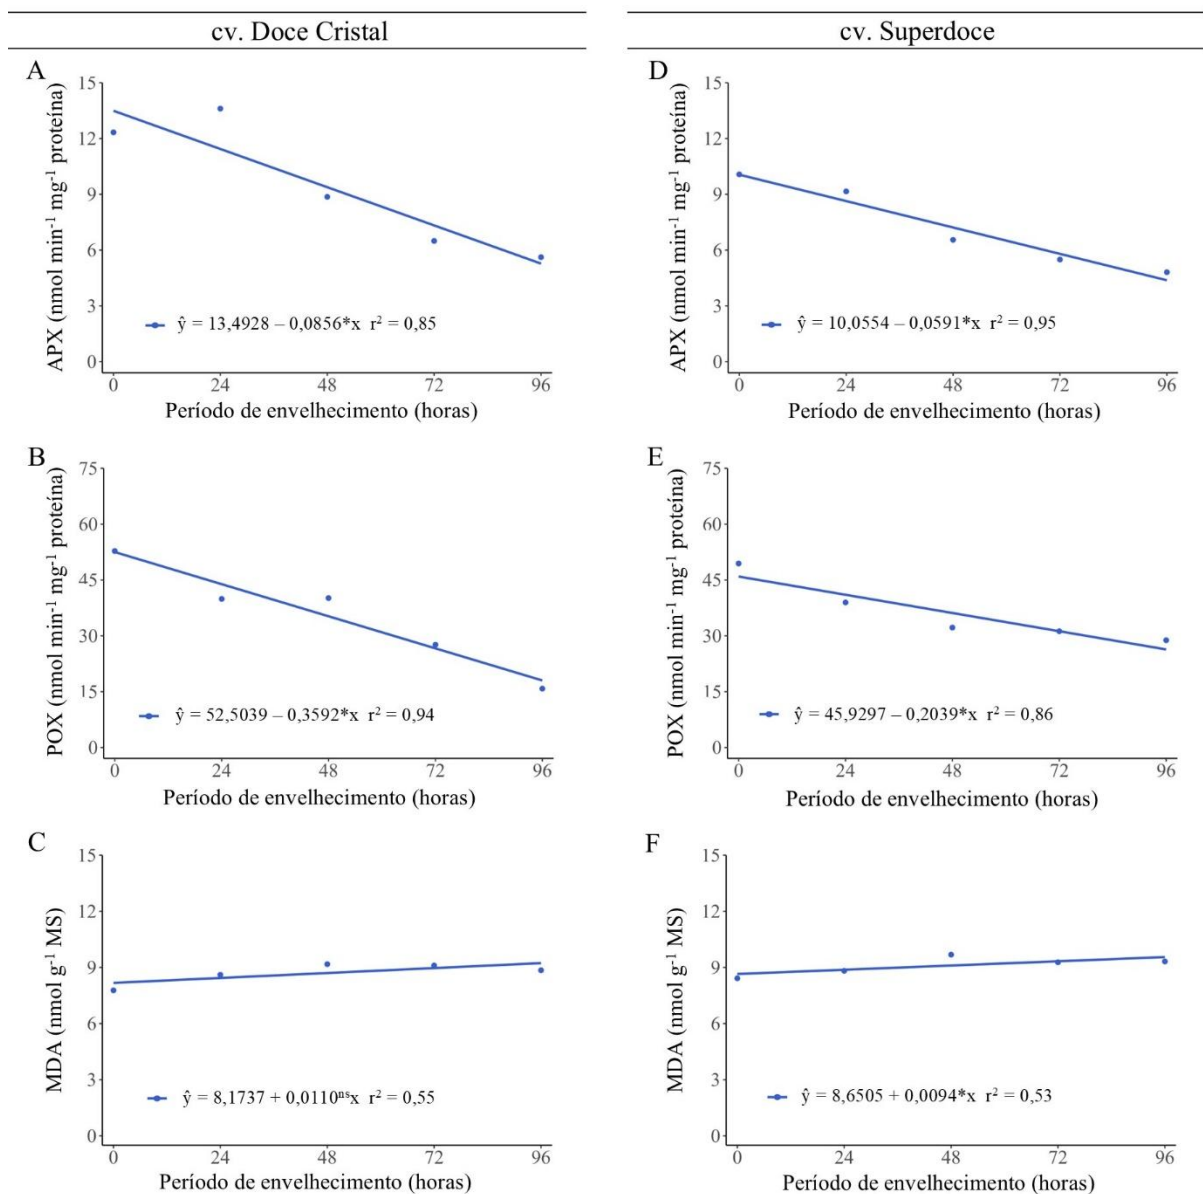 cv. Doce Cristal
cv. Superdoce
A
APX (nmol min⁻¹ mg⁻¹ proteína)
15
12
9
6
3
0
ŷ = 13,4928 – 0,0856*x r² = 0,85
0 24 48 72 96
Período de envelhecimento (horas)
D
APX (nmol min⁻¹ mg⁻¹ proteína)
15
12
9
6
3
0
ŷ = 10,0554 – 0,0591*x r² = 0,95
0 24 48 72 96
Período de envelhecimento (horas)
B
POX (nmol min⁻¹ mg⁻¹ proteína)
75
60
45
30
15
0
ŷ = 52,5039 – 0,3592*x r² = 0,94
0 24 48 72 96
Período de envelhecimento (horas)
E
POX (nmol min⁻¹ mg⁻¹ proteína)
75
60
45
30
15
0
ŷ = 45,9297 – 0,2039*x r² = 0,86
0 24 48 72 96
Período de envelhecimento (horas)
C
MDA (nmol g⁻¹ MS)
15
12
9
6
3
0
ŷ = 8,1737 + 0,0110ⁿˢx r² = 0,55
0 24 48 72 96
Período de envelhecimento (horas)
F
MDA (nmol g⁻¹ MS)
15
12
9
6
3
0
ŷ = 8,6505 + 0,0094*x r² = 0,53
0 24 48 72 96
Período de envelhecimento (horas)